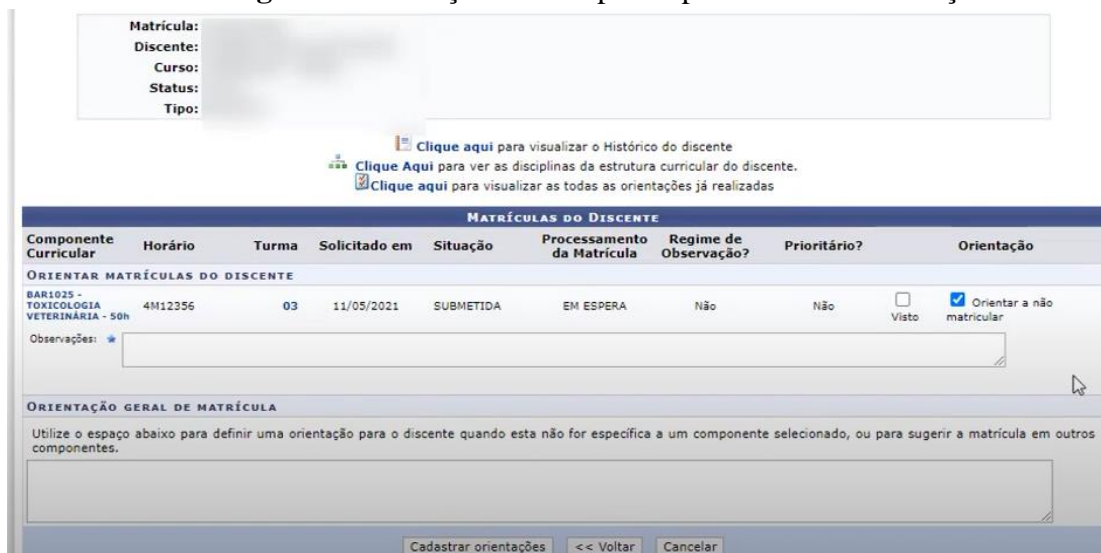 Matrícula:
Discente:
Curso:
Status:
Tipo:
Clique aqui para visualizar o Histórico do discente
Clique Aqui para ver as disciplinas da estrutura curricular do discente.
Clique aqui para visualizar as todas as orientações já realizadas
MATRÍCULAS DO DISCENTE
Componente Curricular Horário Turma Solicitado em Situação Processamento da Matrícula Regime de Observação? Prioritário? Orientação
ORIENTAR MATRÍCULAS DO DISCENTE
BAR1025 - TOXICOLOGIA VETERINÁRIA - 50h 4M12356 03 11/05/2021 SUBMETIDA EM ESPERA Não Não Visto Orientar a não matricular
Observações:
ORIENTAÇÃO GERAL DE MATRÍCULA
Utilize o espaço abaixo para definir uma orientação para o discente quando esta não for específica a um componente selecionado, ou para sugerir a matrícula em outros
componentes.
Cadastrar orientações << Voltar Cancelar